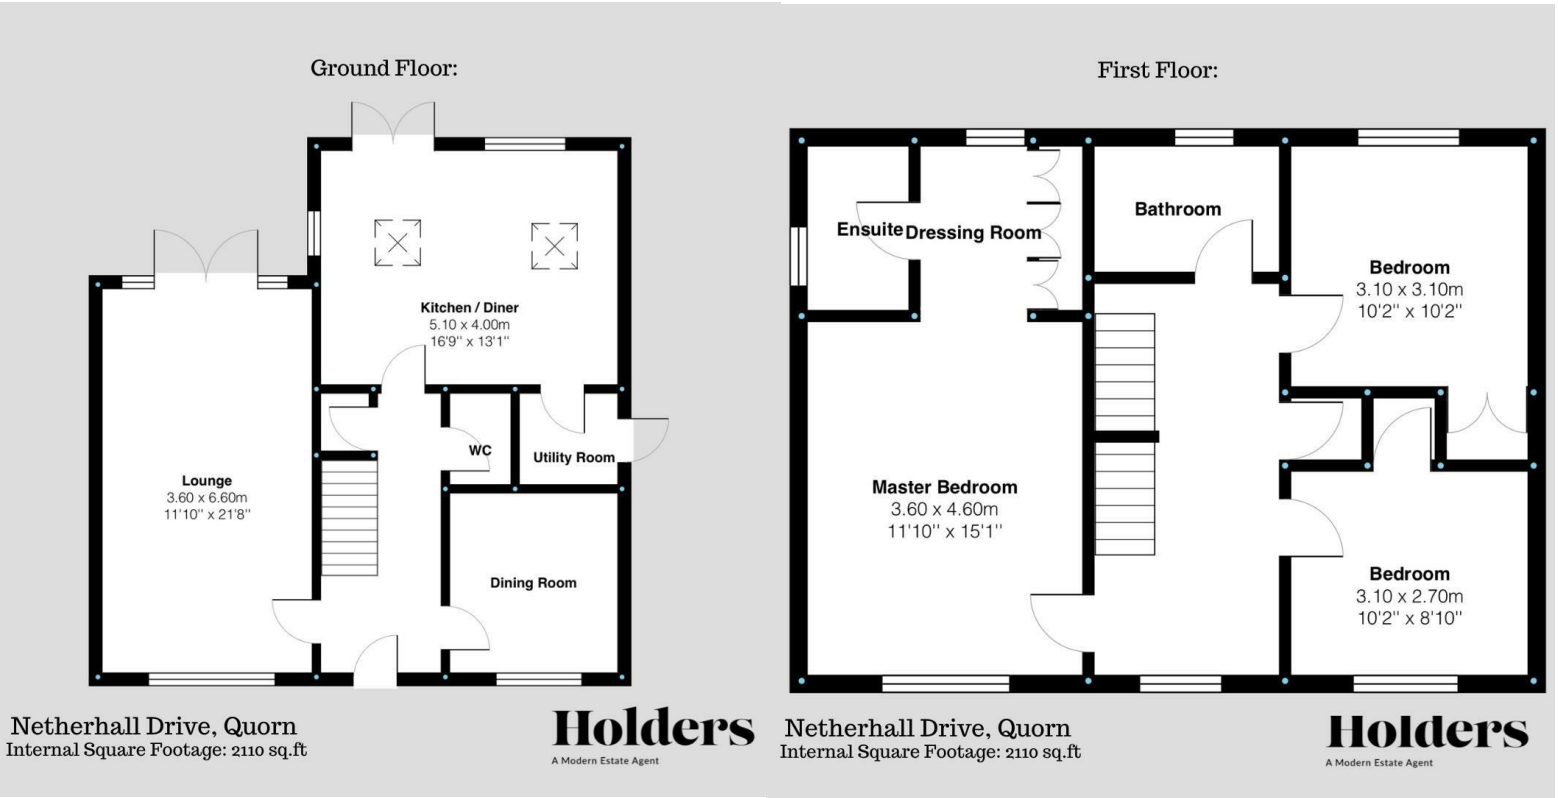 Ground Floor:
Kitchen / Diner
5.10 x 4.00m
16'9'' x 13'1''
WC
Utility Room
Lounge
3.60 x 6.60m
11'10'' x 21'8''
Dining Room
Netherhall Drive, Quorn
Internal Square Footage: 2110 sq.ft
Holders
A Modern Estate Agent
First Floor:
Ensuite
Dressing Room
Bathroom
Bedroom
3.10 x 3.10m
10'2'' x 10'2''
Master Bedroom
3.60 x 4.60m
11'10'' x 15'1''
Bedroom
3.10 x 2.70m
10'2'' x 8'10''
Netherhall Drive, Quorn
Internal Square Footage: 2110 sq.ft
Holders
A Modern Estate Agent